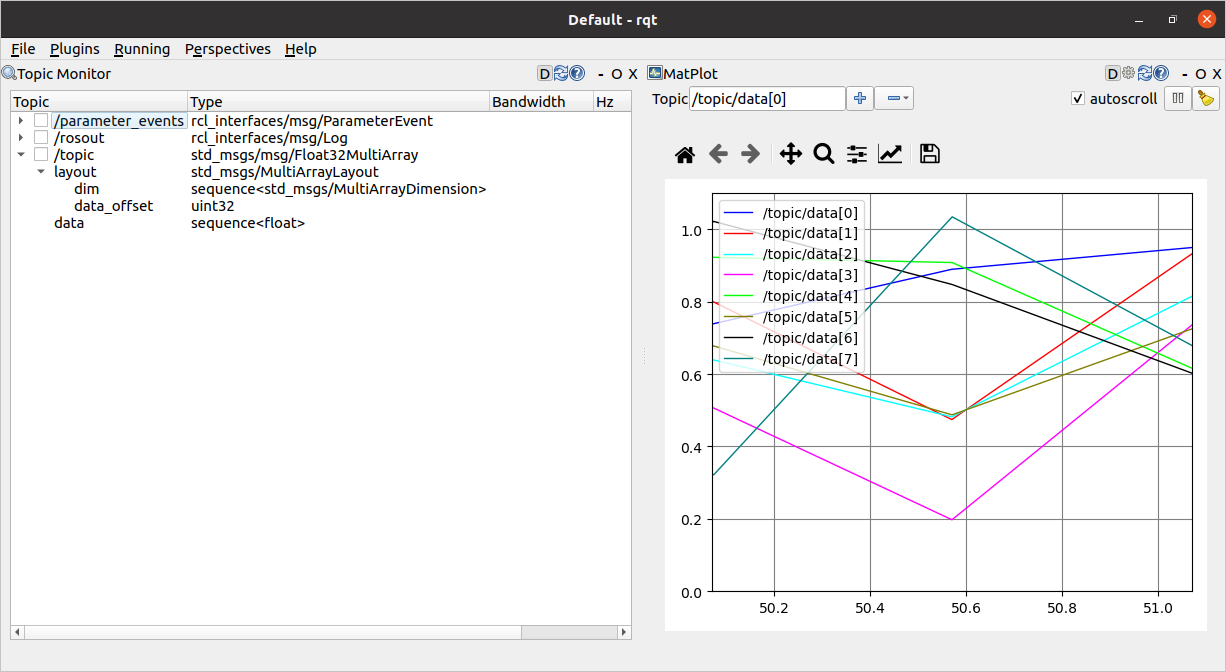 Default - rqt
File Plugins Running Perspectives Help
Topic Monitor D ? - O X
MatPlot D ? - O X
Topic /topic/data[0] autoscroll
Topic Type Bandwidth Hz
/parameter_events rcl_interfaces/msg/ParameterEvent
/rosout rcl_interfaces/msg/Log
/topic std_msgs/msg/Float32MultiArray
layout std_msgs/MultiArrayLayout
dim sequence<std_msgs/MultiArrayDimension>
data_offset uint32
data sequence<float>
/topic/data[0]
/topic/data[1]
/topic/data[2]
/topic/data[3]
/topic/data[4]
/topic/data[5]
/topic/data[6]
/topic/data[7]
1.0
0.8
0.6
0.4
0.2
0.0
50.2 50.4 50.6 50.8 51.0